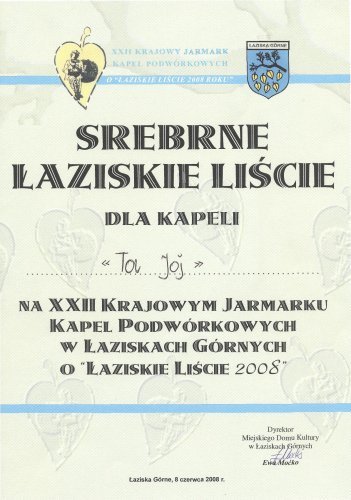 XXII KRAJOWY JARMARK
KAPEL PODWÓRKOWYCH
O "ŁAZISKIE LIŚCIE 2008 ROKU"
ŁAZISKA GÓRNE
SREBRNE
ŁAZISKIE LIŚCIE
DLA KAPELI
« Ta Jój »
NA XXII KRAJOWYM JARMARKU
KAPEL PODWÓRKOWYCH
W ŁAZISKACH GÓRNYCH
O "ŁAZISKIE LIŚCIE 2008"
Dyrektor
Miejskiego Domu Kultury
w Łaziskach Górnych
Ewa Moćko
Łaziska Górne, 8 czerwca 2008 r.